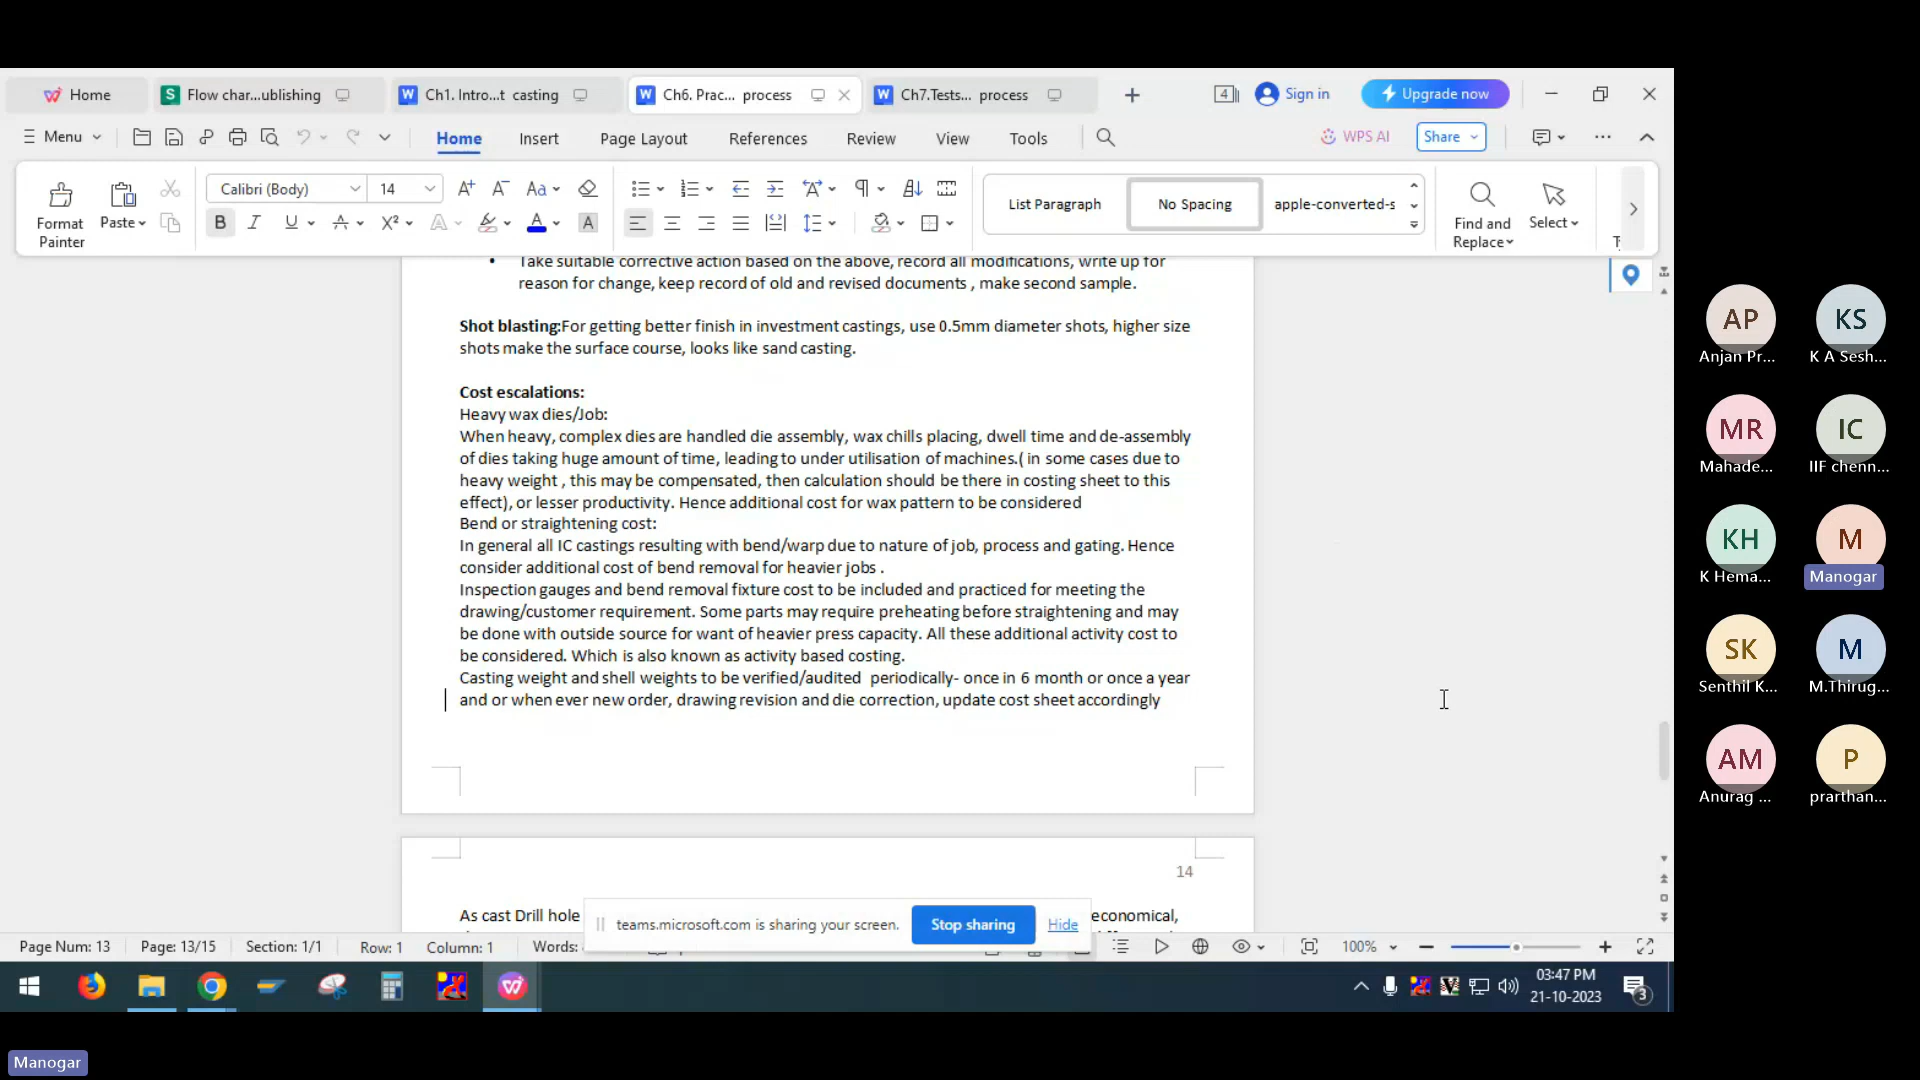 Home
Flow char...ublishing
Ch1. Intro...t casting
Ch6. Prac... process
Ch7.Tests... process
Sign in
Upgrade now
Menu
Home
Insert
Page Layout
References
Review
View
Tools
WPS AI
Share
Format
Painter
Paste
Calibri (Body)
14
List Paragraph
No Spacing
apple-converted-s
Find and
Replace
Select
• Take suitable corrective action based on the above, record all modifications, write up for
reason for change, keep record of old and revised documents , make second sample.
Shot blasting:For getting better finish in investment castings, use 0.5mm diameter shots, higher size
shots make the surface course, looks like sand casting.
Cost escalations:
Heavy wax dies/Job:
When heavy, complex dies are handled die assembly, wax chills placing, dwell time and de-assembly
of dies taking huge amount of time, leading to under utilisation of machines.( in some cases due to
heavy weight , this may be compensated, then calculation should be there in costing sheet to this
effect), or lesser productivity. Hence additional cost for wax pattern to be considered
Bend or straightening cost:
In general all IC castings resulting with bend/warp due to nature of job, process and gating. Hence
consider additional cost of bend removal for heavier jobs .
Inspection gauges and bend removal fixture cost to be included and practiced for meeting the
drawing/customer requirement. Some parts may require preheating before straightening and may
be done with outside source for want of heavier press capacity. All these additional activity cost to
be considered. Which is also known as activity based costing.
Casting weight and shell weights to be verified/audited periodically- once in 6 month or once a year
and or when ever new order, drawing revision and die correction, update cost sheet accordingly
14
As cast Drill hole
economical,
teams.microsoft.com is sharing your screen.
Stop sharing
Hide
Page Num: 13
Page: 13/15
Section: 1/1
Row: 1
Column: 1
Words:
100%
03:47 PM
21-10-2023
3
AP
Anjan Pr...
KS
K A Sesh...
MR
Mahade...
IC
IIF chenn...
KH
K Hema...
M
Manogar
SK
Senthil K...
M
M.Thirug...
AM
Anurag ...
P
prarthan...
Manogar